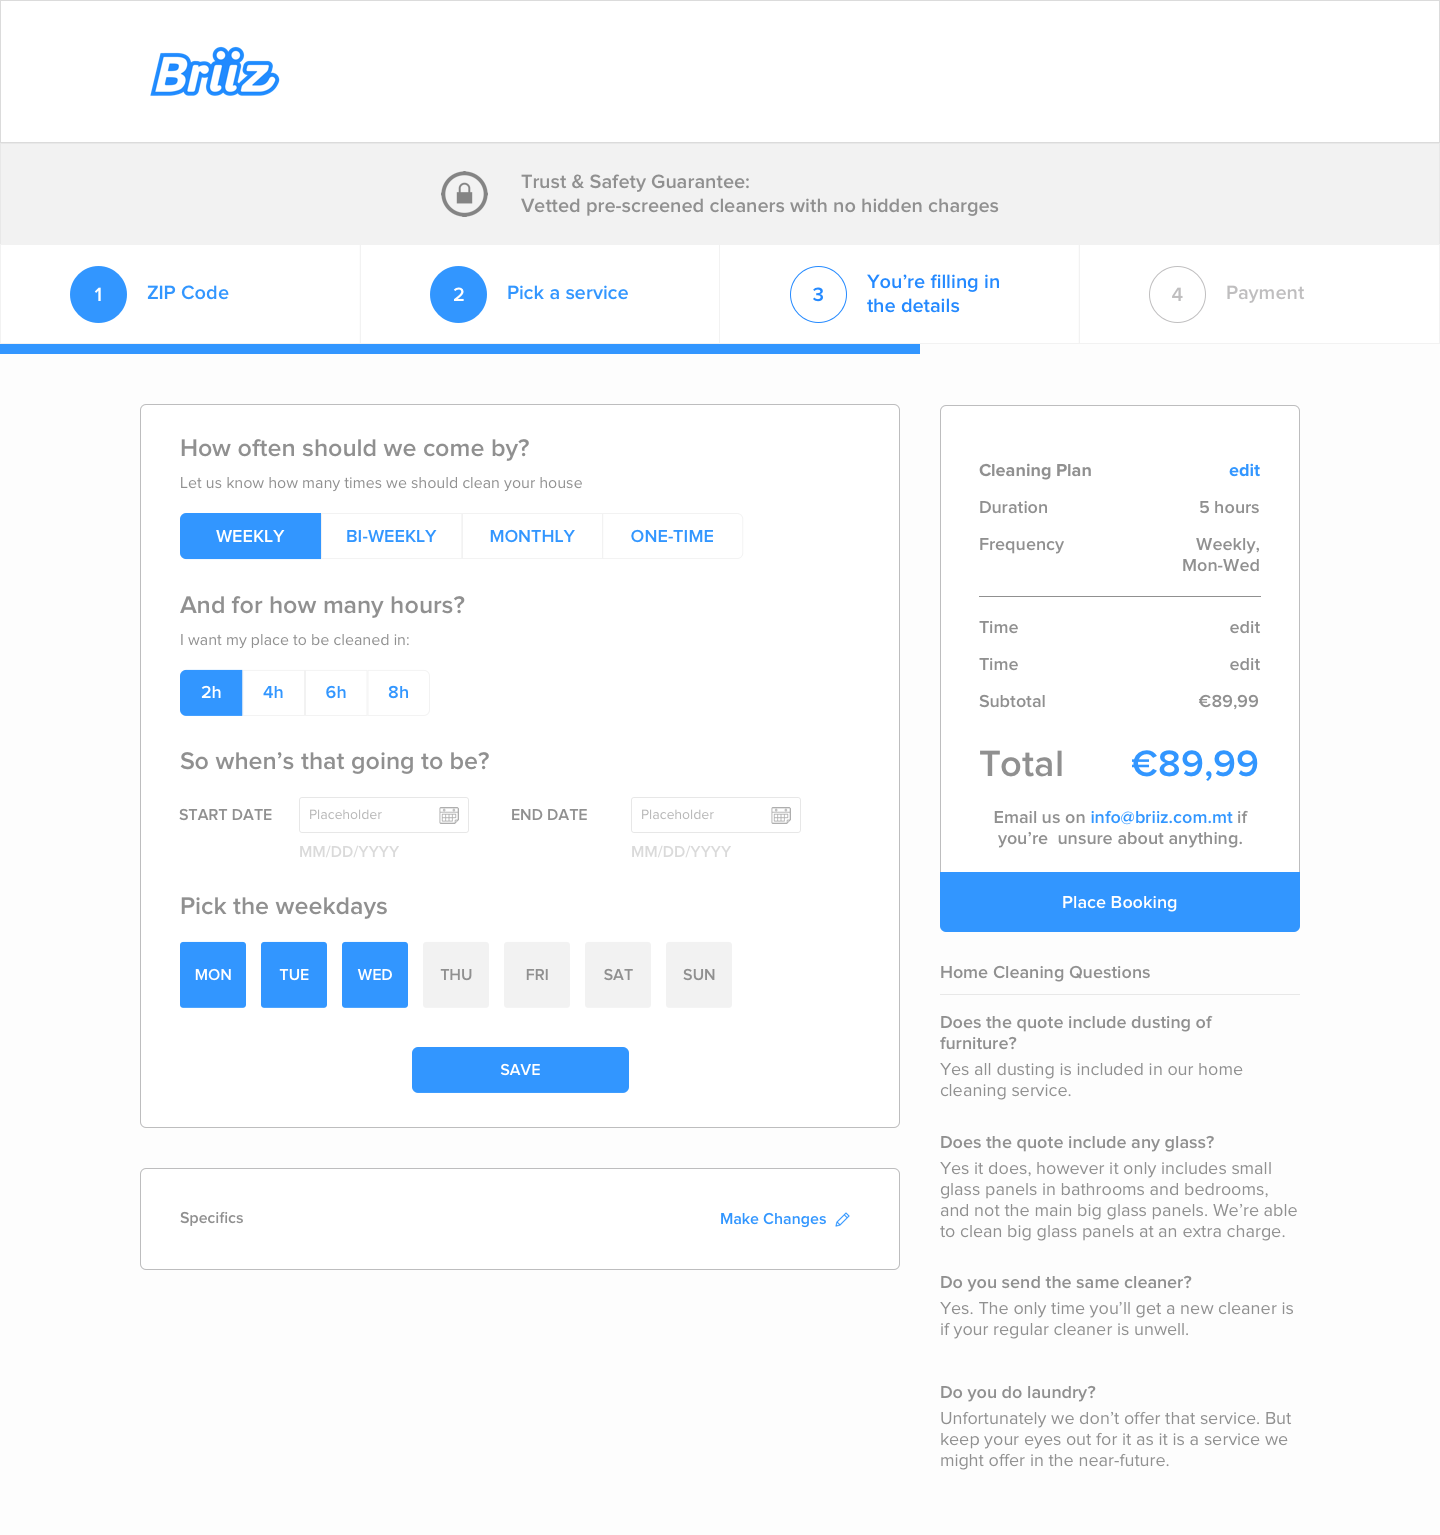 Briiz
Trust & Safety Guarantee:
Vetted pre-screened cleaners with no hidden charges
1 ZIP Code
2 Pick a service
3 You’re filling in
the details
4 Payment
How often should we come by?
Let us know how many times we should clean your house
WEEKLY BI-WEEKLY MONTHLY ONE-TIME
And for how many hours?
I want my place to be cleaned in:
2h 4h 6h 8h
So when’s that going to be?
START DATE Placeholder END DATE Placeholder
MM/DD/YYYY MM/DD/YYYY
Pick the weekdays
MON TUE WED THU FRI SAT SUN
SAVE
Specifics Make Changes
Cleaning Plan edit
Duration 5 hours
Frequency Weekly,
Mon-Wed
Time edit
Time edit
Subtotal €89,99
Total €89,99
Email us on info@briiz.com.mt if
you’re  unsure about anything.
Place Booking
Home Cleaning Questions
Does the quote include dusting of
furniture?
Yes all dusting is included in our home
cleaning service.
Does the quote include any glass?
Yes it does, however it only includes small
glass panels in bathrooms and bedrooms,
and not the main big glass panels. We’re able
to clean big glass panels at an extra charge.
Do you send the same cleaner?
Yes. The only time you’ll get a new cleaner is
if your regular cleaner is unwell.
Do you do laundry?
Unfortunately we don’t offer that service. But
keep your eyes out for it as it is a service we
might offer in the near-future.